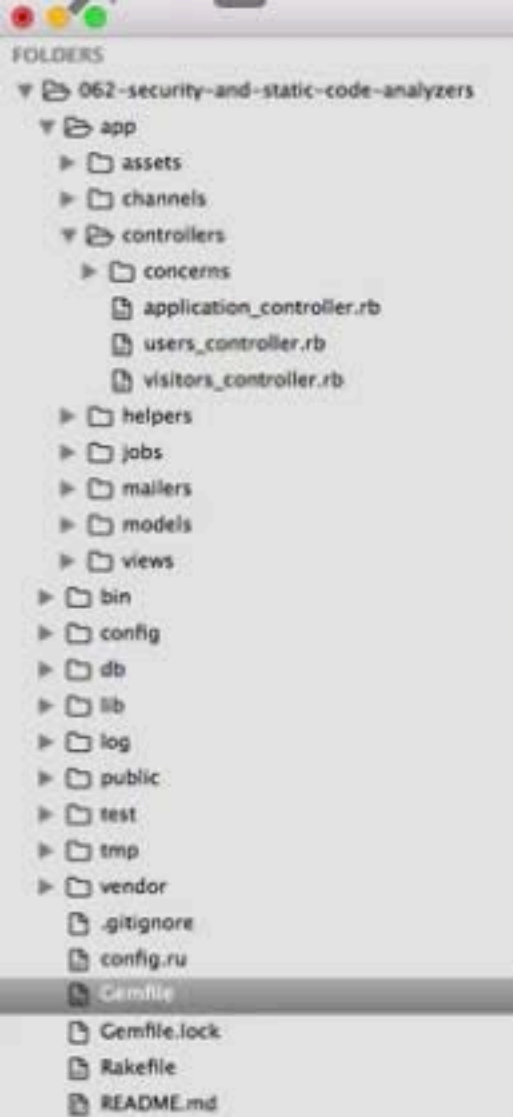 FOLDERS
062-security-and-static-code-analyzers
app
assets
channels
controllers
concerns
application_controller.rb
users_controller.rb
visitors_controller.rb
helpers
jobs
mailers
models
views
bin
config
db
lib
log
public
test
tmp
vendor
.gitignore
config.ru
Gemfile
Gemfile.lock
Rakefile
README.md